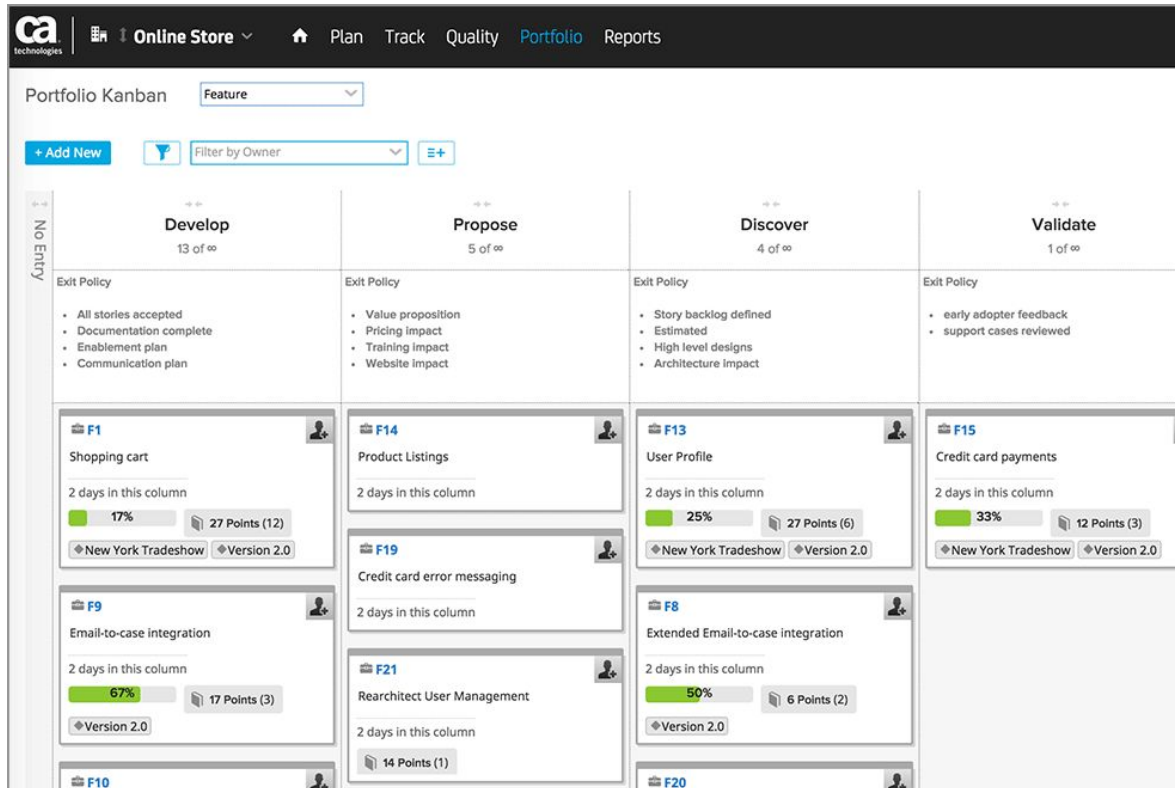 ca
technologies
Online Store
Plan Track Quality Portfolio Reports
Portfolio Kanban
Feature
+ Add New
Filter by Owner
No Entry
Develop
13 of ∞
Exit Policy
• All stories accepted
• Documentation complete
• Enablement plan
• Communication plan
F1
Shopping cart
2 days in this column
17%
27 Points (12)
New York Tradeshow
Version 2.0
F9
Email-to-case integration
2 days in this column
67%
17 Points (3)
Version 2.0
F10
Propose
5 of ∞
Exit Policy
• Value proposition
• Pricing impact
• Training impact
• Website impact
F14
Product Listings
2 days in this column
F19
Credit card error messaging
2 days in this column
F21
Rearchitect User Management
2 days in this column
14 Points (1)
Discover
4 of ∞
Exit Policy
• Story backlog defined
• Estimated
• High level designs
• Architecture impact
F13
User Profile
2 days in this column
25%
27 Points (6)
New York Tradeshow
Version 2.0
F8
Extended Email-to-case integration
2 days in this column
50%
6 Points (2)
Version 2.0
F20
Validate
1 of ∞
Exit Policy
• early adopter feedback
• support cases reviewed
F15
Credit card payments
2 days in this column
33%
12 Points (3)
New York Tradeshow
Version 2.0